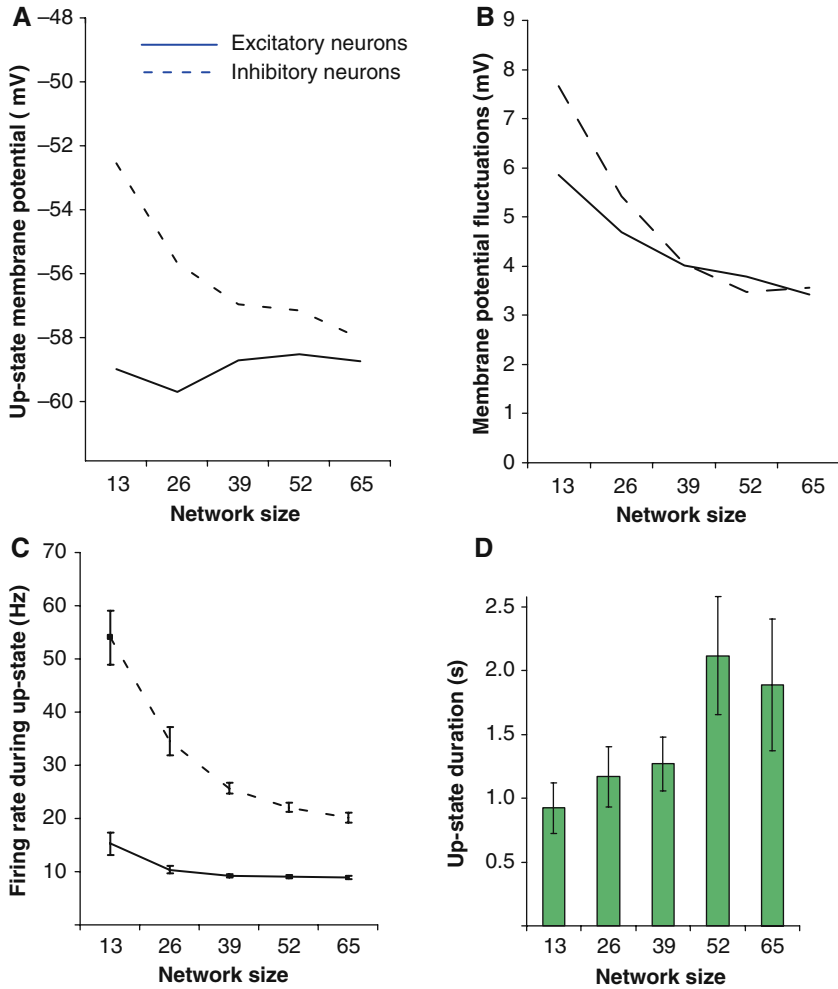 A
Up-state membrane potential ( mV)
–48
–50
–52
–54
–56
–58
–60
Excitatory neurons
Inhibitory neurons
13 26 39 52 65
Network size
B
Membrane potential fluctuations (mV)
9
8
7
6
5
4
3
2
1
0
13 26 39 52 65
Network size
C
Firing rate during up-state (Hz)
70
60
50
40
30
20
10
13 26 39 52 65
Network size
D
Up-state duration (s)
2.5
2.0
1.5
1.0
0.5
13 26 39 52 65
Network size